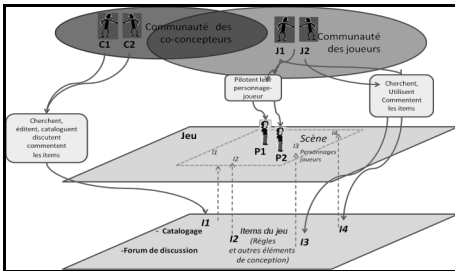 Communauté des
co-concepteurs
C1 C2
J1 J2
Communauté
des joueurs
Pilotent leur
personnage-
joueur
Cherchent,
Utilisent
Commentent
les items
Cherchent,
éditent, cataloguent
discutent
commentent
les items
Jeu
P1 P2
Scène
Personnages
joueurs
I1
I2
I3
I4
I1
- Catalogage
I2
Items du jeu
(Règles
et autres éléments
de conception)
I3
I4
-Forum de discussion